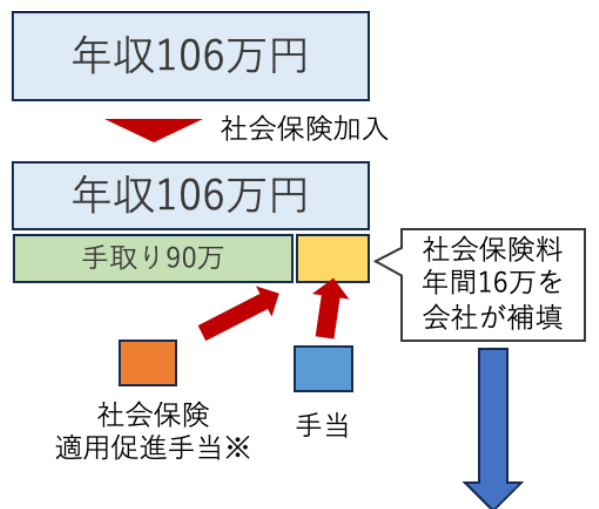 年収106万円
社会保険加入
年収106万円
手取り90万
社会保険料
年間16万を
会社が補填
社会保険
適用促進手当※
手当